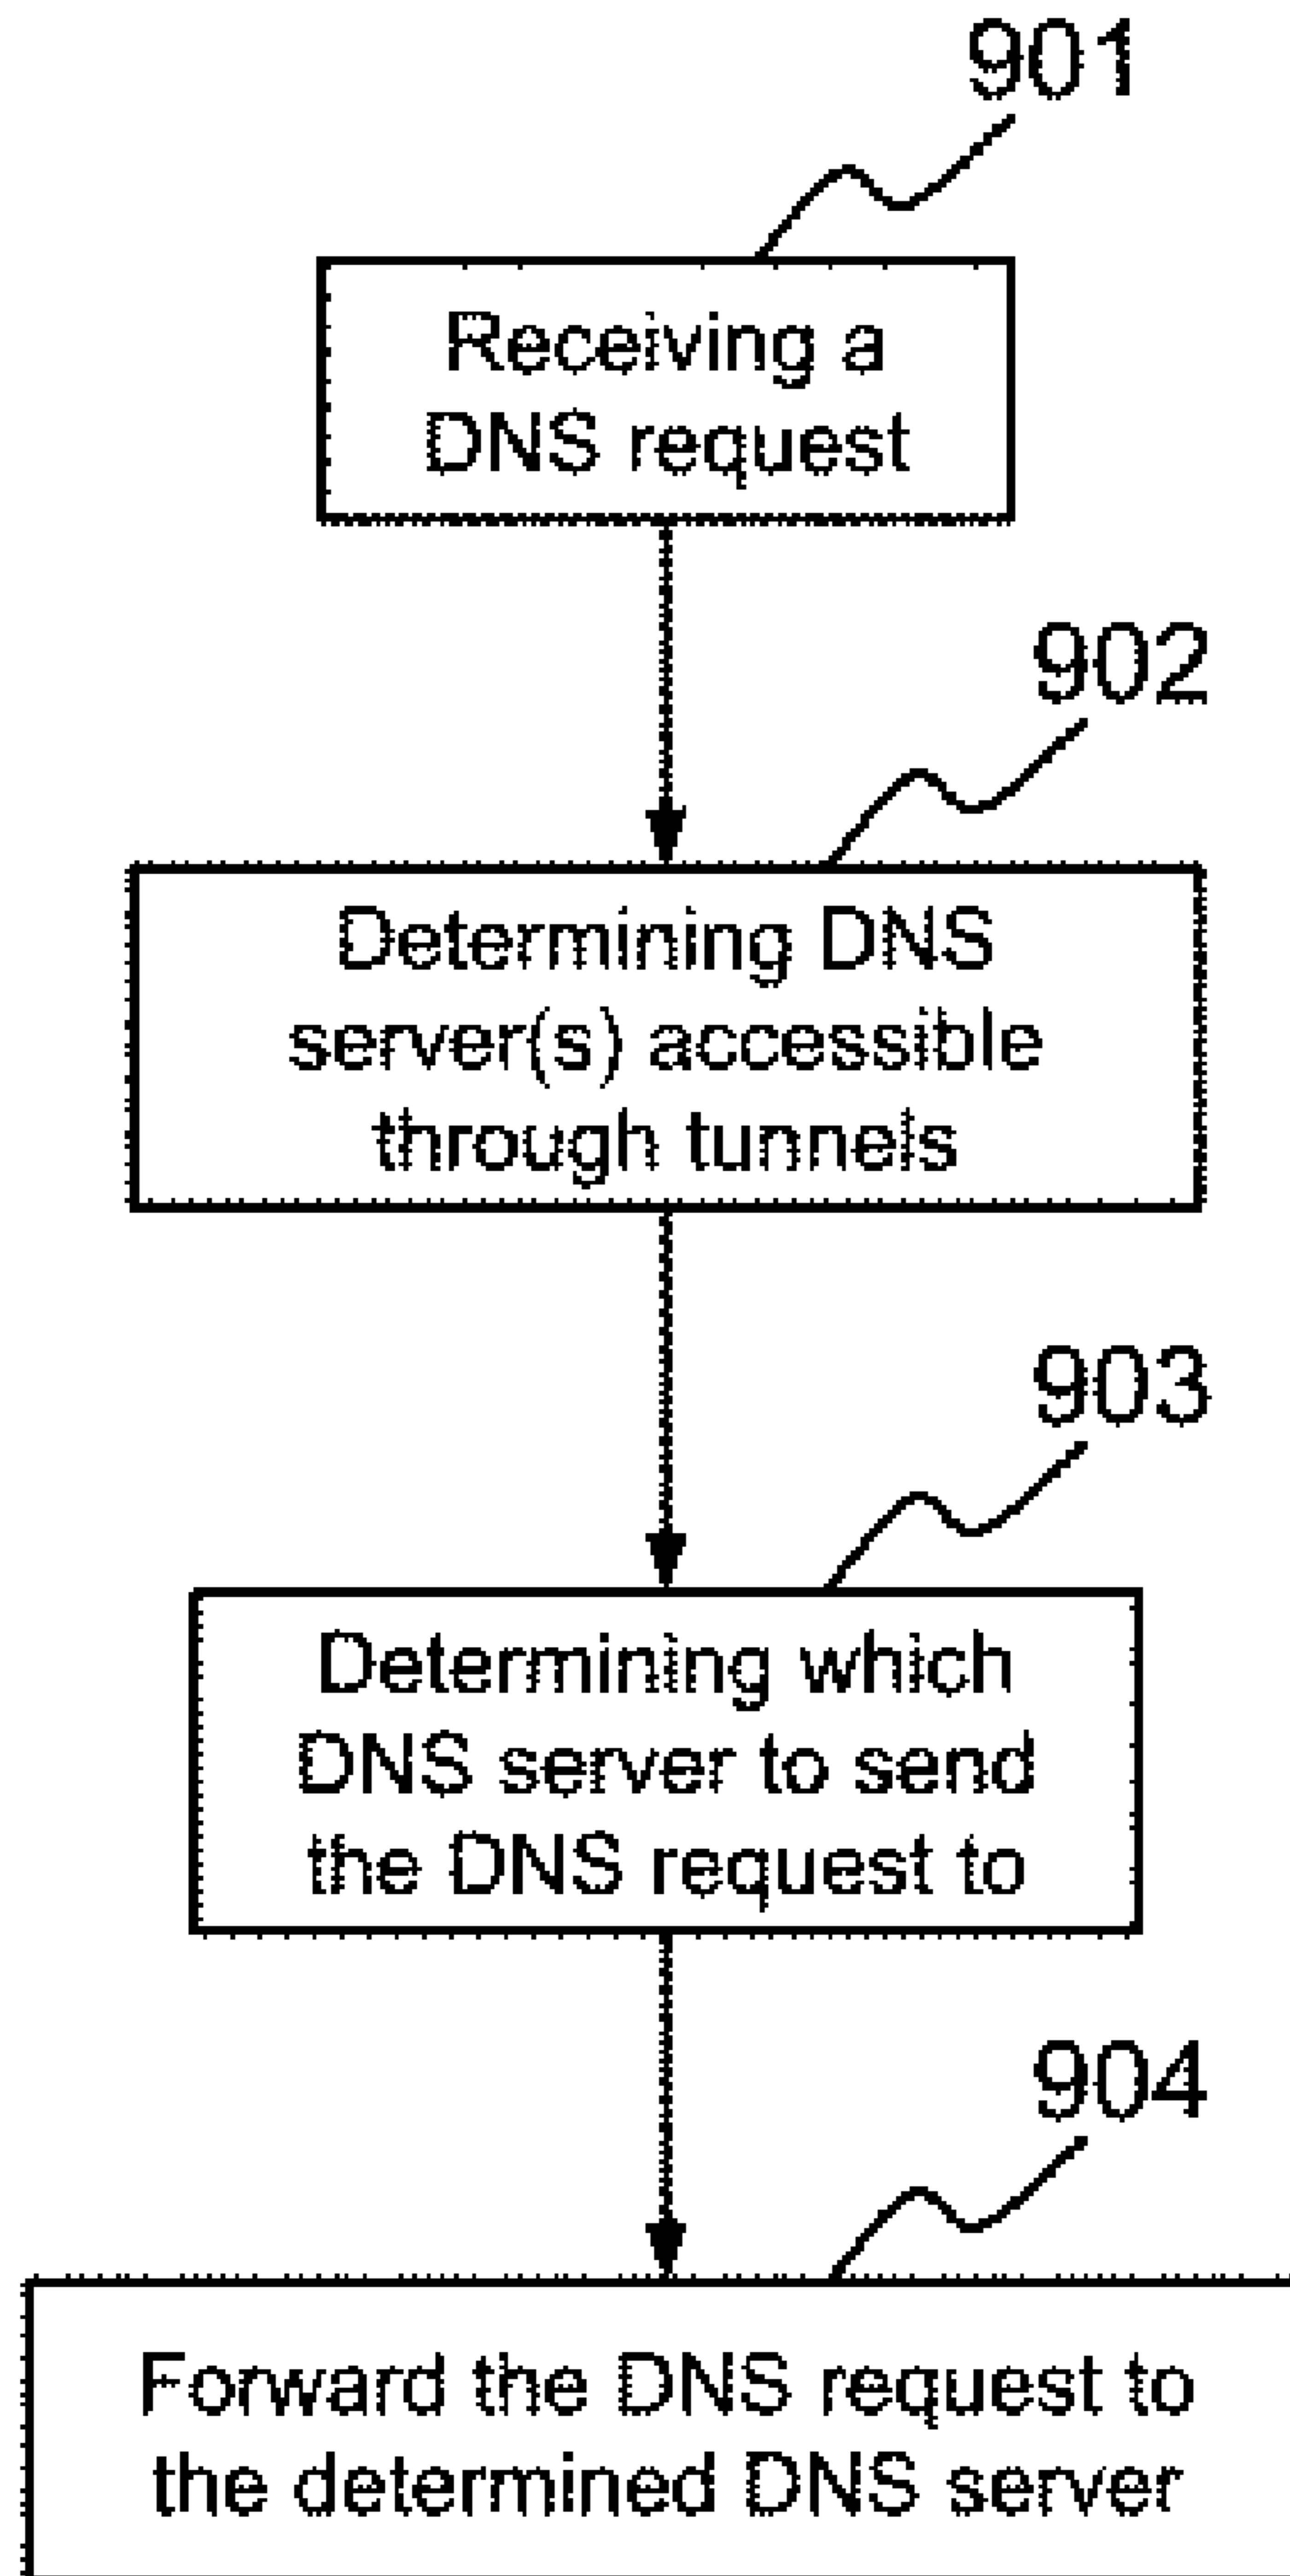 901
Receiving a
DNS request
902
Determining DNS
server(s) accessible
through tunnels
903
Determining which
DNS server to send
the DNS request to
904
Forward the DNS request to
the determined DNS server